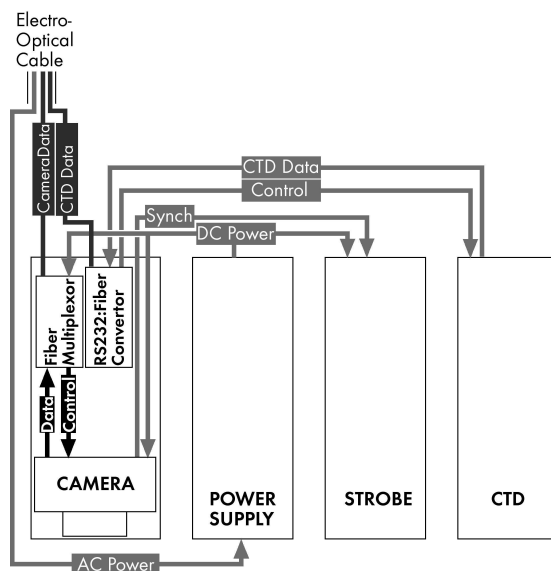 Electro-
Optical
Cable
CameraData
CTD Data
CTD Data
Control
Synch
DC Power
Fiber
Multiplexor
RS232:Fiber
Convertor
Data
Control
CAMERA
POWER
SUPPLY
STROBE
CTD
AC Power